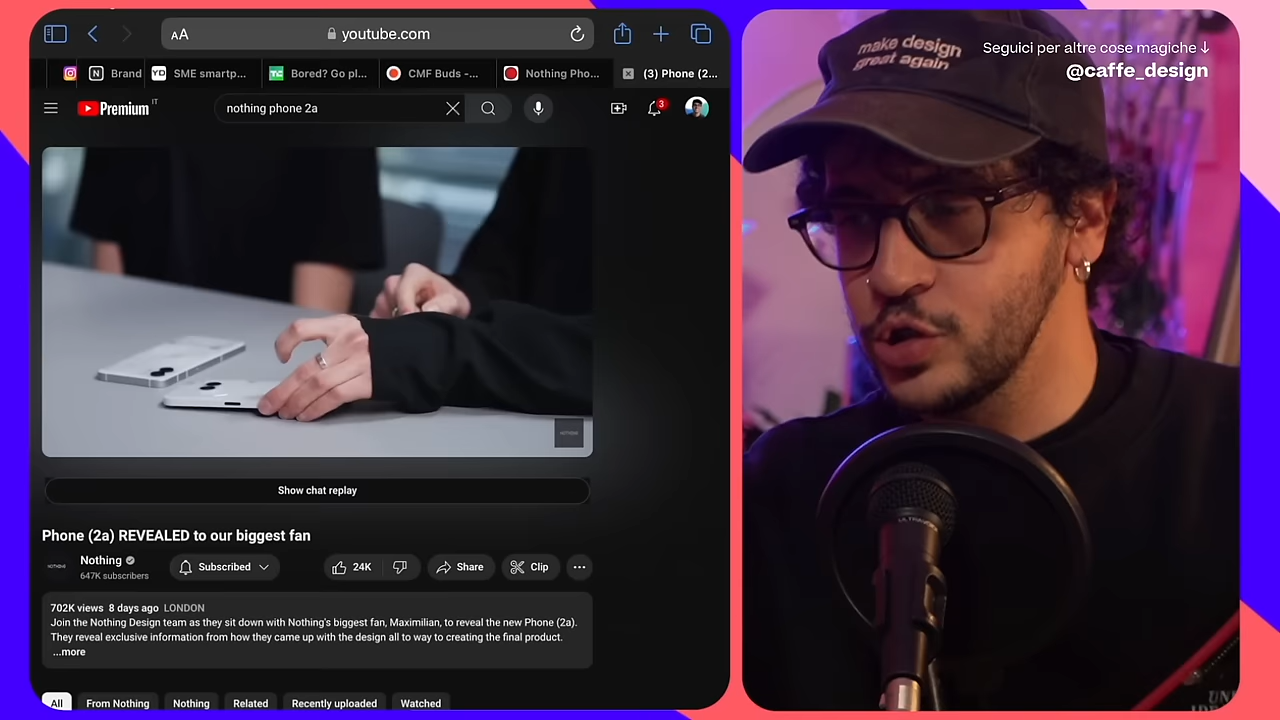 AA
youtube.com
Brand
SME smartp...
Bored? Go pl...
CMF Buds -...
Nothing Pho...
(3) Phone (2...
Premium IT
nothing phone 2a
3
NOTHING
Show chat replay
Phone (2a) REVEALED to our biggest fan
Nothing
647K subscribers
Subscribed
24K
Share
Clip
702K views 8 days ago LONDON
Join the Nothing Design team as they sit down with Nothing's biggest fan, Maximilian, to reveal the new Phone (2a).
They reveal exclusive information from how they came up with the design all to way to creating the final product.
...more
All
From Nothing
Nothing
Related
Recently uploaded
Watched
make design
great again
Seguici per altre cose magiche ↓
@caffe_design